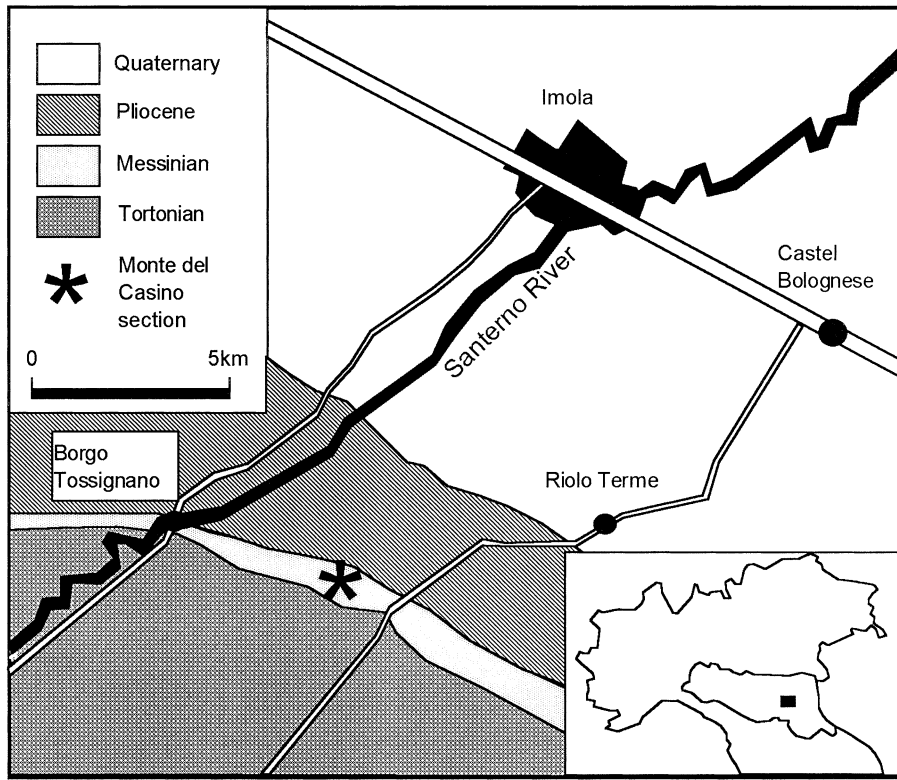 Quaternary
Pliocene
Messinian
Tortonian
Monte del
Casino
section
0 5km
Imola
Castel
Bolognese
Santerno River
Borgo
Tossignano
Riolo Terme